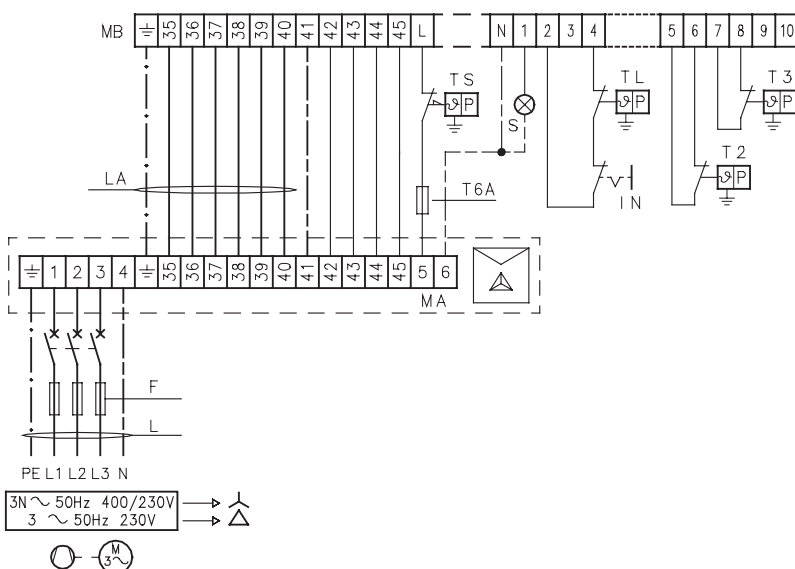 MB ⏚ 35 36 37 38 39 40 41 42 43 44 45 L N 1 2 3 4 5 6 7 8 9 10
TS
ϑ P
S
TL
ϑ P
T3
ϑ P
T2
ϑ P
LA
T6A
IN
⏚ 1 2 3 4 ⏚ 35 36 37 38 39 40 41 42 43 44 45 5 6
MA
F
L
PE L1 L2 L3 N
3N ~ 50Hz 400/230V
3 ~ 50Hz 230V
M
3~